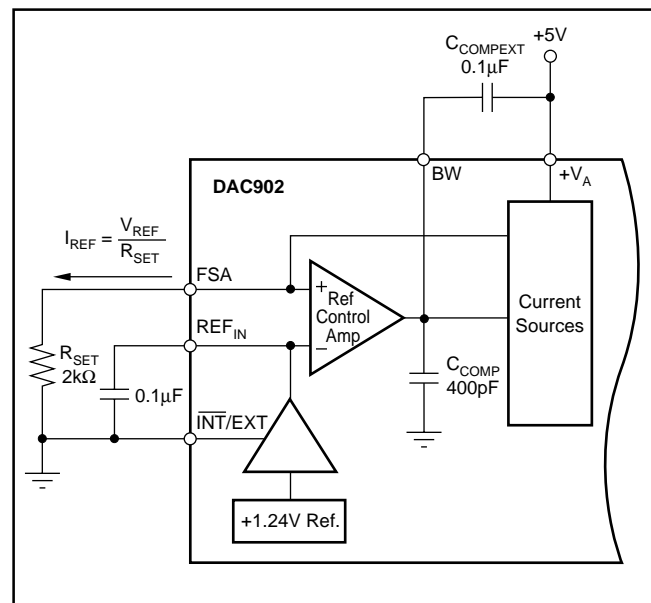 +5V
C_COMPEXT
0.1µF
BW
+V_A
DAC902
I_REF = V_REF / R_SET
FSA
+
Ref
Control
Amp
−
REF_IN
Current
Sources
R_SET
2kΩ
0.1µF
C_COMP
400pF
I̅N̅T̅/EXT
+1.24V Ref.